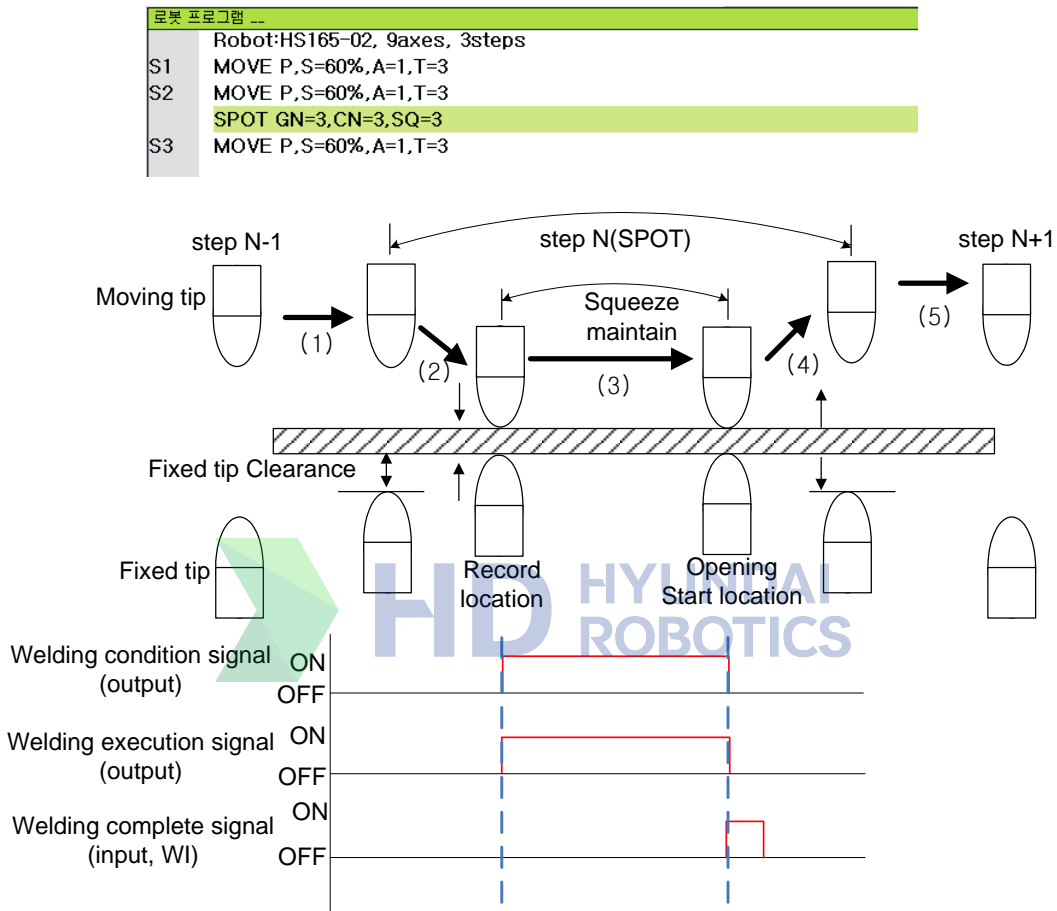 로봇 프로그램 __
Robot:HS165-02, 9axes, 3steps
S1 MOVE P,S=60%,A=1,T=3
S2 MOVE P,S=60%,A=1,T=3
SPOT GN=3,CN=3,SQ=3
S3 MOVE P,S=60%,A=1,T=3
step N-1
step N(SPOT)
step N+1
Moving tip
Squeeze
maintain
(1)
(2)
(3)
(4)
(5)
Fixed tip Clearance
Fixed tip
Record
location
Opening
Start location
HD HYUNDAI
ROBOTICS
Welding condition signal
(output)
ON
OFF
Welding execution signal
(output)
ON
OFF
Welding complete signal
(input, WI)
ON
OFF